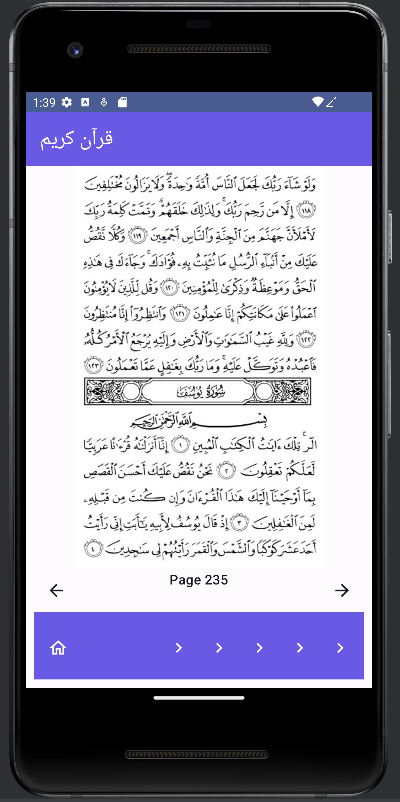 1:39
قرآن كريم
وَلَوْ شَآءَ رَبُّكَ لَجَعَلَ ٱلنَّاسَ أُمَّةً وَٰحِدَةً ۖ وَلَا يَزَالُونَ مُخْتَلِفِينَ
١١٨ إِلَّا مَن رَّحِمَ رَبُّكَ ۚ وَلِذَٰلِكَ خَلَقَهُمْ ۗ وَتَمَّتْ كَلِمَةُ رَبِّكَ
لَأَمْلَأَنَّ جَهَنَّمَ مِنَ ٱلْجِنَّةِ وَٱلنَّاسِ أَجْمَعِينَ ١١٩ وَكُلًّا نَّقُصُّ
عَلَيْكَ مِنْ أَنۢبَآءِ ٱلرُّسُلِ مَا نُثَبِّتُ بِهِۦ فُؤَادَكَ ۚ وَجَآءَكَ فِى هَٰذِهِ
ٱلْحَقُّ وَمَوْعِظَةٌ وَذِكْرَىٰ لِلْمُؤْمِنِينَ ١٢٠ وَقُل لِّلَّذِينَ لَا يُؤْمِنُونَ
ٱعْمَلُوا۟ عَلَىٰ مَكَانَتِكُمْ إِنَّا عَٰمِلُونَ ١٢١ وَٱنتَظِرُوٓا۟ إِنَّا مُنتَظِرُونَ
١٢٢ وَلِلَّهِ غَيْبُ ٱلسَّمَٰوَٰتِ وَٱلْأَرْضِ وَإِلَيْهِ يُرْجَعُ ٱلْأَمْرُ كُلُّهُۥ
فَٱعْبُدْهُ وَتَوَكَّلْ عَلَيْهِ ۚ وَمَا رَبُّكَ بِغَٰفِلٍ عَمَّا تَعْمَلُونَ ١٢٣
سُورَةُ يُوسُفَ
بِسْمِ ٱللَّهِ ٱلرَّحْمَٰنِ ٱلرَّحِيمِ
الٓر ۚ تِلْكَ ءَايَٰتُ ٱلْكِتَٰبِ ٱلْمُبِينِ ١ إِنَّآ أَنزَلْنَٰهُ قُرْءَٰنًا عَرَبِيًّا
لَّعَلَّكُمْ تَعْقِلُونَ ٢ نَحْنُ نَقُصُّ عَلَيْكَ أَحْسَنَ ٱلْقَصَصِ
بِمَآ أَوْحَيْنَآ إِلَيْكَ هَٰذَا ٱلْقُرْءَانَ وَإِن كُنتَ مِن قَبْلِهِۦ
لَمِنَ ٱلْغَٰفِلِينَ ٣ إِذْ قَالَ يُوسُفُ لِأَبِيهِ يَٰٓأَبَتِ إِنِّى رَأَيْتُ
أَحَدَ عَشَرَ كَوْكَبًا وَٱلشَّمْسَ وَٱلْقَمَرَ رَأَيْتُهُمْ لِى سَٰجِدِينَ ٤
Page 235